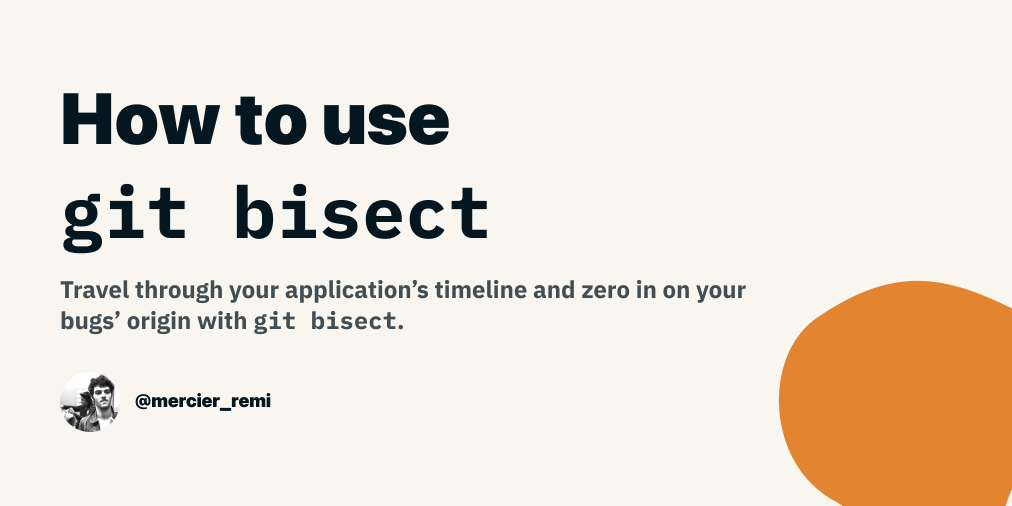 How to use
git bisect
Travel through your application’s timeline and zero in on your
bugs’ origin with git bisect.
@mercier_remi